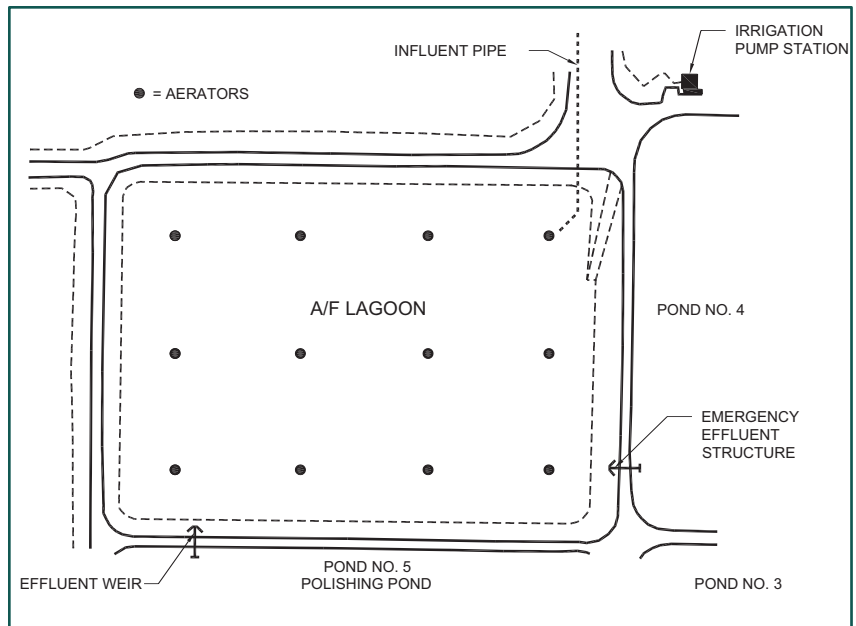 IRRIGATION
PUMP STATION
INFLUENT PIPE
= AERATORS
A/F LAGOON
POND NO. 4
EMERGENCY
EFFLUENT
STRUCTURE
EFFLUENT WEIR
POND NO. 5
POLISHING POND
POND NO. 3